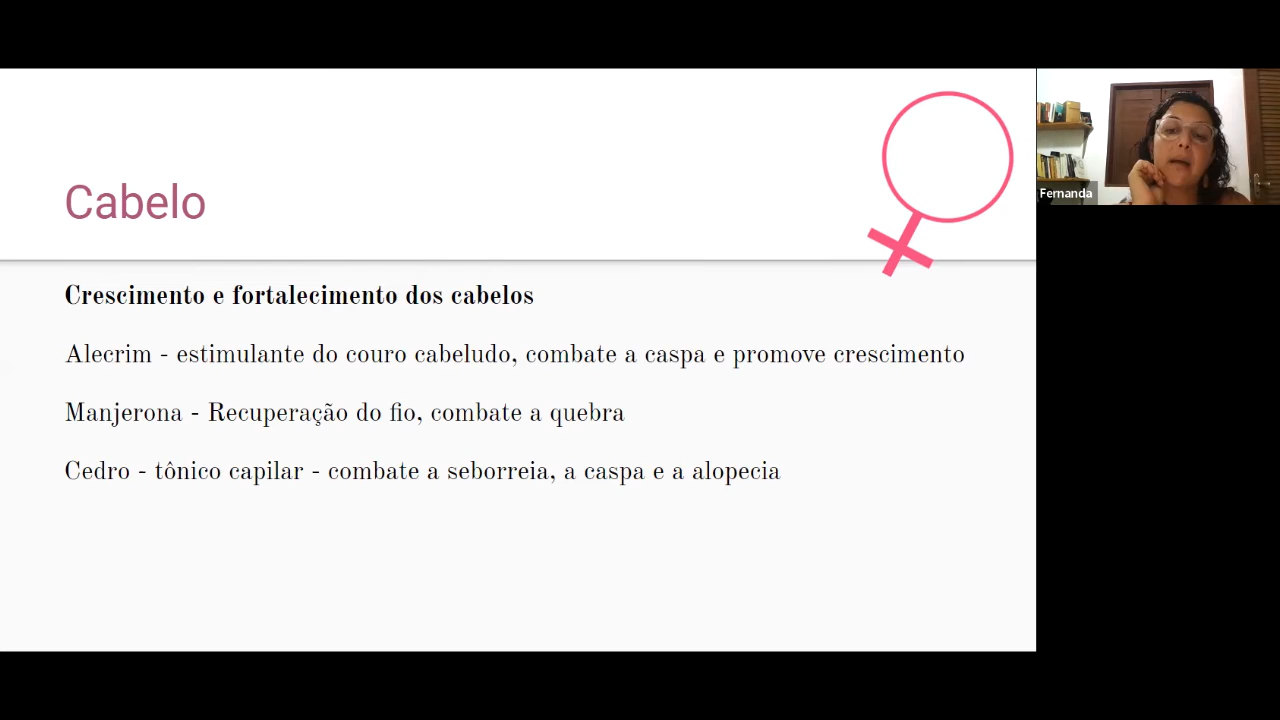 Cabelo
Crescimento e fortalecimento dos cabelos
Alecrim - estimulante do couro cabeludo, combate a caspa e promove crescimento
Manjerona - Recuperação do fio, combate a quebra
Cedro - tônico capilar - combate a seborreia, a caspa e a alopecia
Fernanda